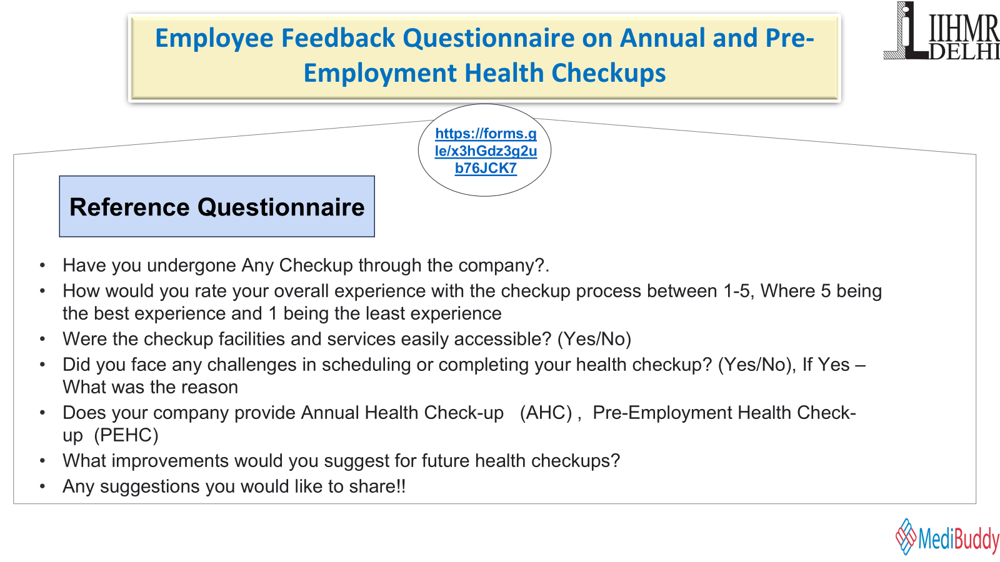 Employee Feedback Questionnaire on Annual and Pre-
Employment Health Checkups
IIHMR
DELHI
https://forms.g
le/x3hGdz3g2u
b76JCK7
Reference Questionnaire
• Have you undergone Any Checkup through the company?.
• How would you rate your overall experience with the checkup process between 1-5, Where 5 being
the best experience and 1 being the least experience
• Were the checkup facilities and services easily accessible? (Yes/No)
• Did you face any challenges in scheduling or completing your health checkup? (Yes/No), If Yes –
What was the reason
• Does your company provide Annual Health Check-up   (AHC) ,  Pre-Employment Health Check-
up  (PEHC)
• What improvements would you suggest for future health checkups?
• Any suggestions you would like to share!!
MediBuddy